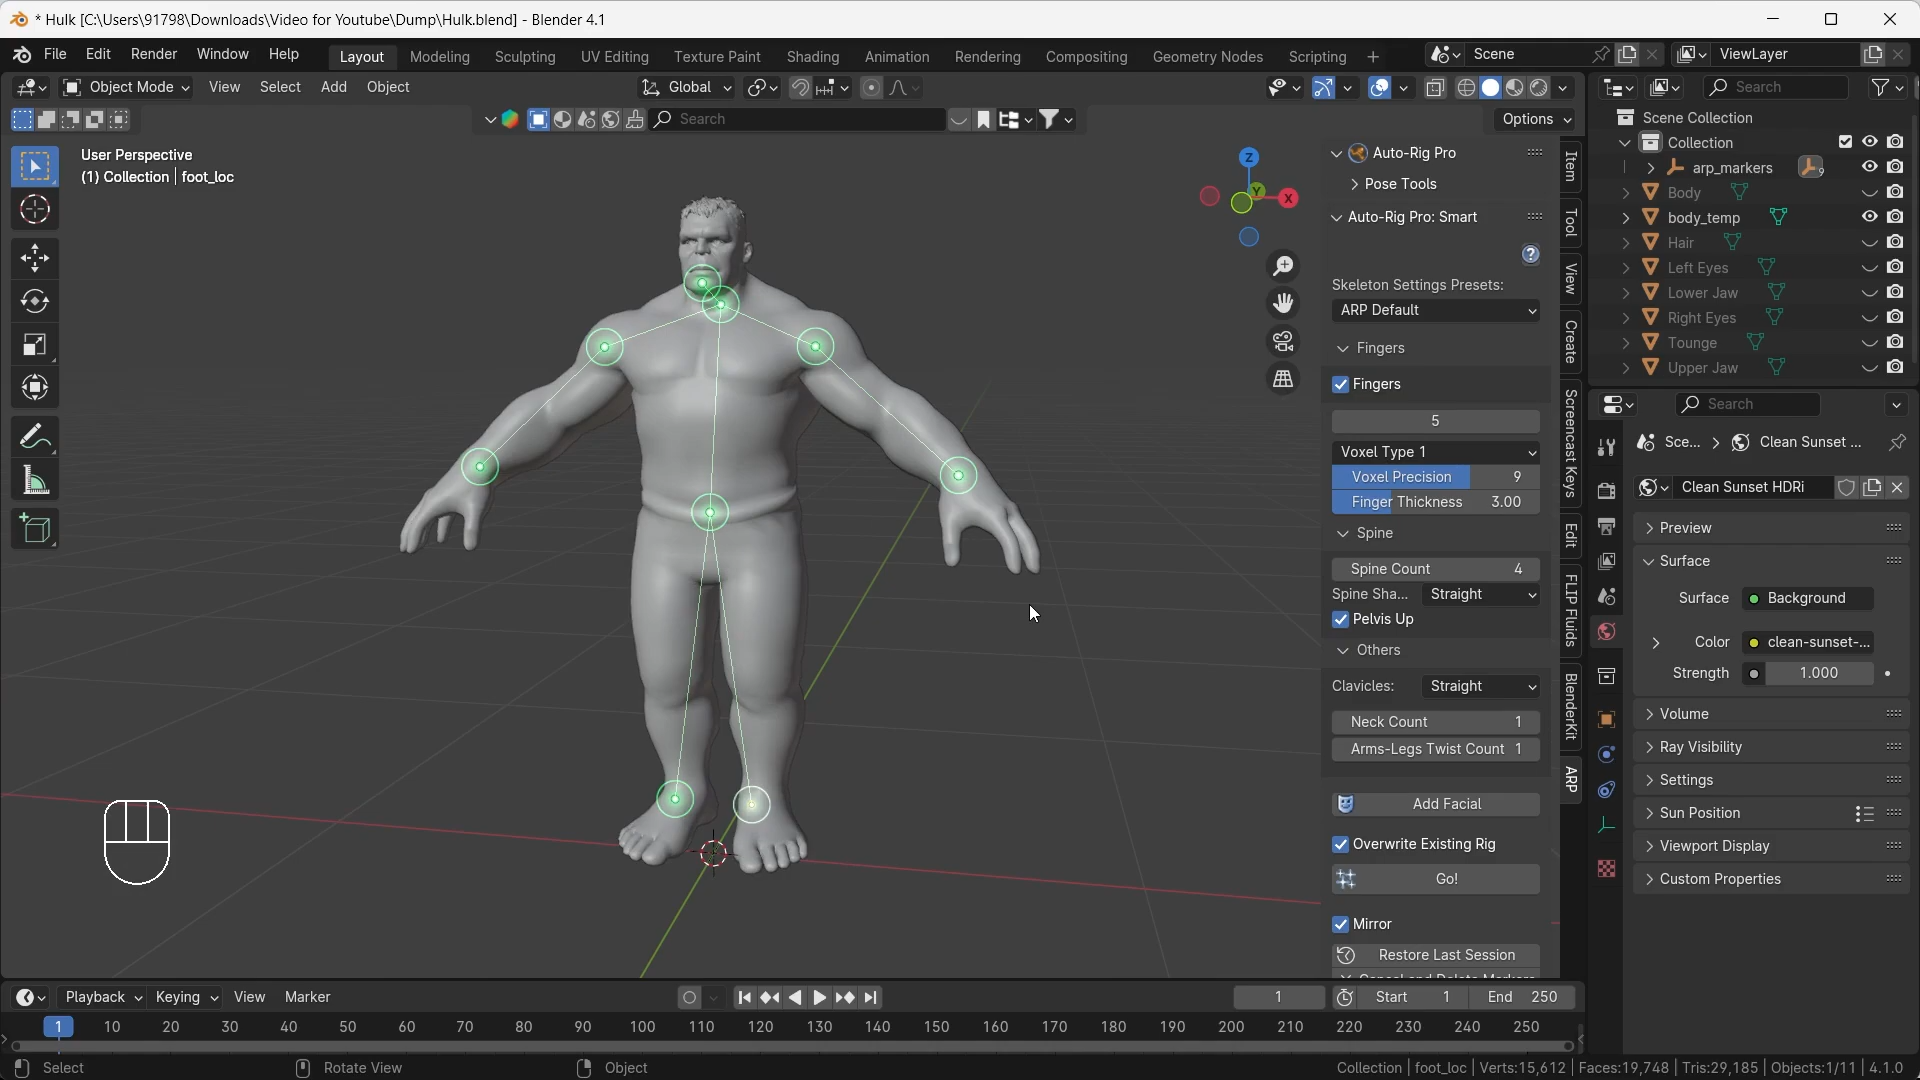 * Hulk [C:\Users\91798\Downloads\Video for Youtube\Dump\Hulk.blend] - Blender 4.1
File Edit Render Window Help Layout Modeling Sculpting UV Editing Texture Paint Shading Animation Rendering Compositing Geometry Nodes Scripting + Scene ViewLayer
Object Mode View Select Add Object Global Search
Search Options
User Perspective
(1) Collection | foot_loc
Z
Y
X
Auto-Rig Pro
Pose Tools
Auto-Rig Pro: Smart
?
Skeleton Settings Presets:
ARP Default
Fingers
Fingers
5
Voxel Type 1
Voxel Precision 9
Finger Thickness 3.00
Spine
Spine Count 4
Spine Sha... Straight
Pelvis Up
Others
Clavicles: Straight
Neck Count 1
Arms-Legs Twist Count 1
Add Facial
Overwrite Existing Rig
Go!
Mirror
Restore Last Session
Cancel and Delete Markers
Item
Tool
View
Create
Screencast Keys
Edit
FLIP Fluids
BlenderKit
ARP
Scene Collection
Collection
arp_markers 9
Body
body_temp
Hair
Left Eyes
Lower Jaw
Right Eyes
Tounge
Upper Jaw
Search
Sce... Clean Sunset ...
Clean Sunset HDRi
Preview
Surface
Surface Background
Color clean-sunset-...
Strength 1.000
Volume
Ray Visibility
Settings
Sun Position
Viewport Display
Custom Properties
Playback Keying View Marker 1 Start 1 End 250
1 10 20 30 40 50 60 70 80 90 100 110 120 130 140 150 160 170 180 190 200 210 220 230 240 250
Select Rotate View Object Collection | foot_loc | Verts:15,612 | Faces:19,748 | Tris:29,185 | Objects:1/11 | 4.1.0